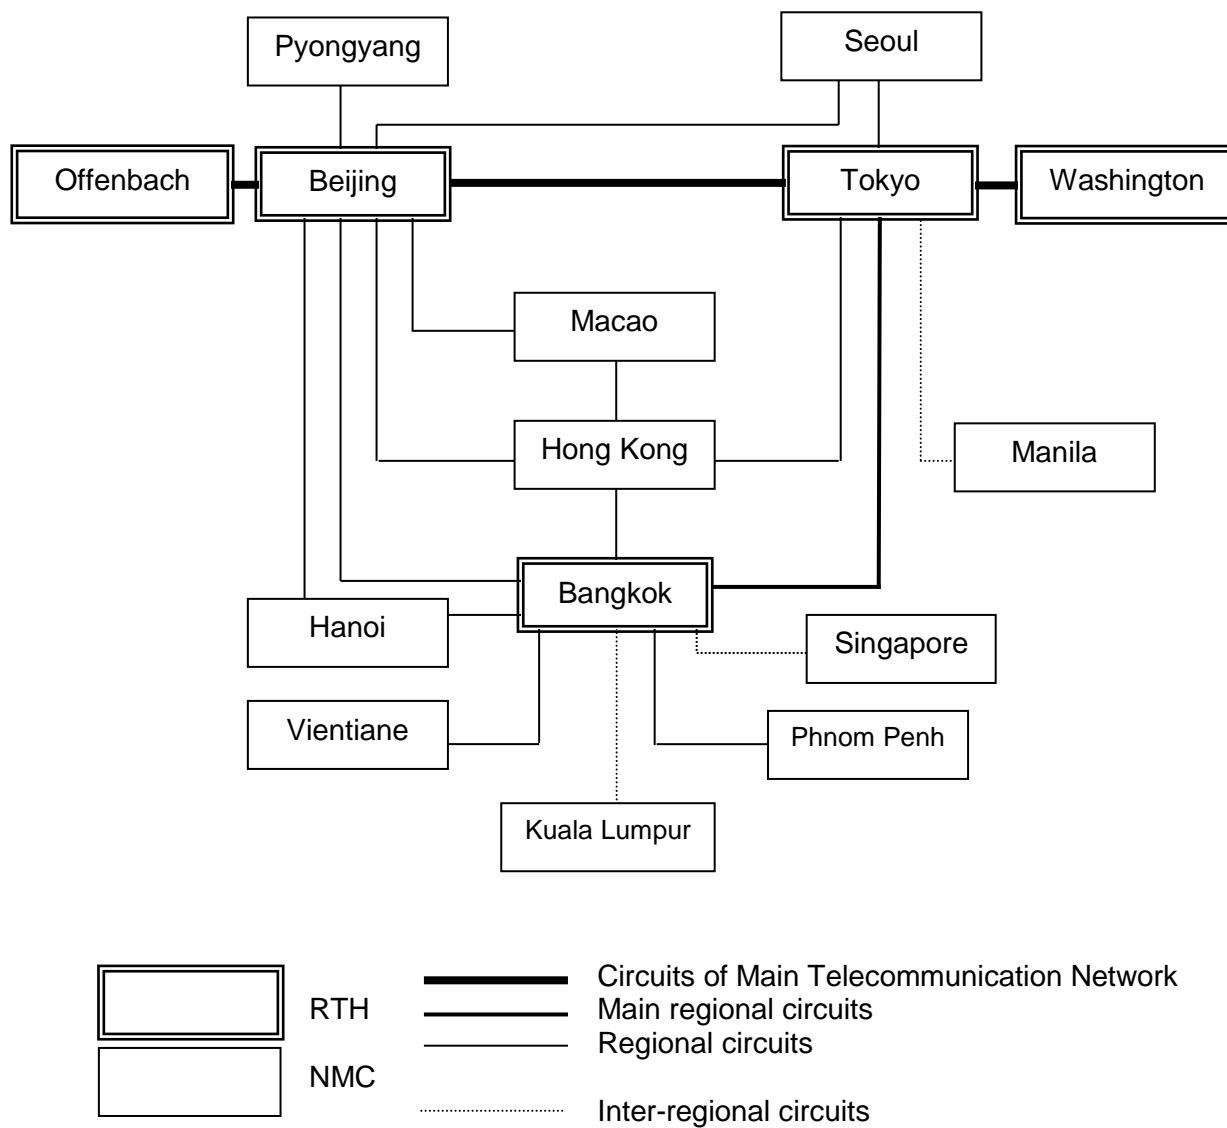 Pyongyang
Seoul
Offenbach
Beijing
Tokyo
Washington
Macao
Hong Kong
Manila
Bangkok
Hanoi
Singapore
Vientiane
Phnom Penh
Kuala Lumpur
RTH
NMC
Circuits of Main Telecommunication Network
Main regional circuits
Regional circuits
Inter-regional circuits